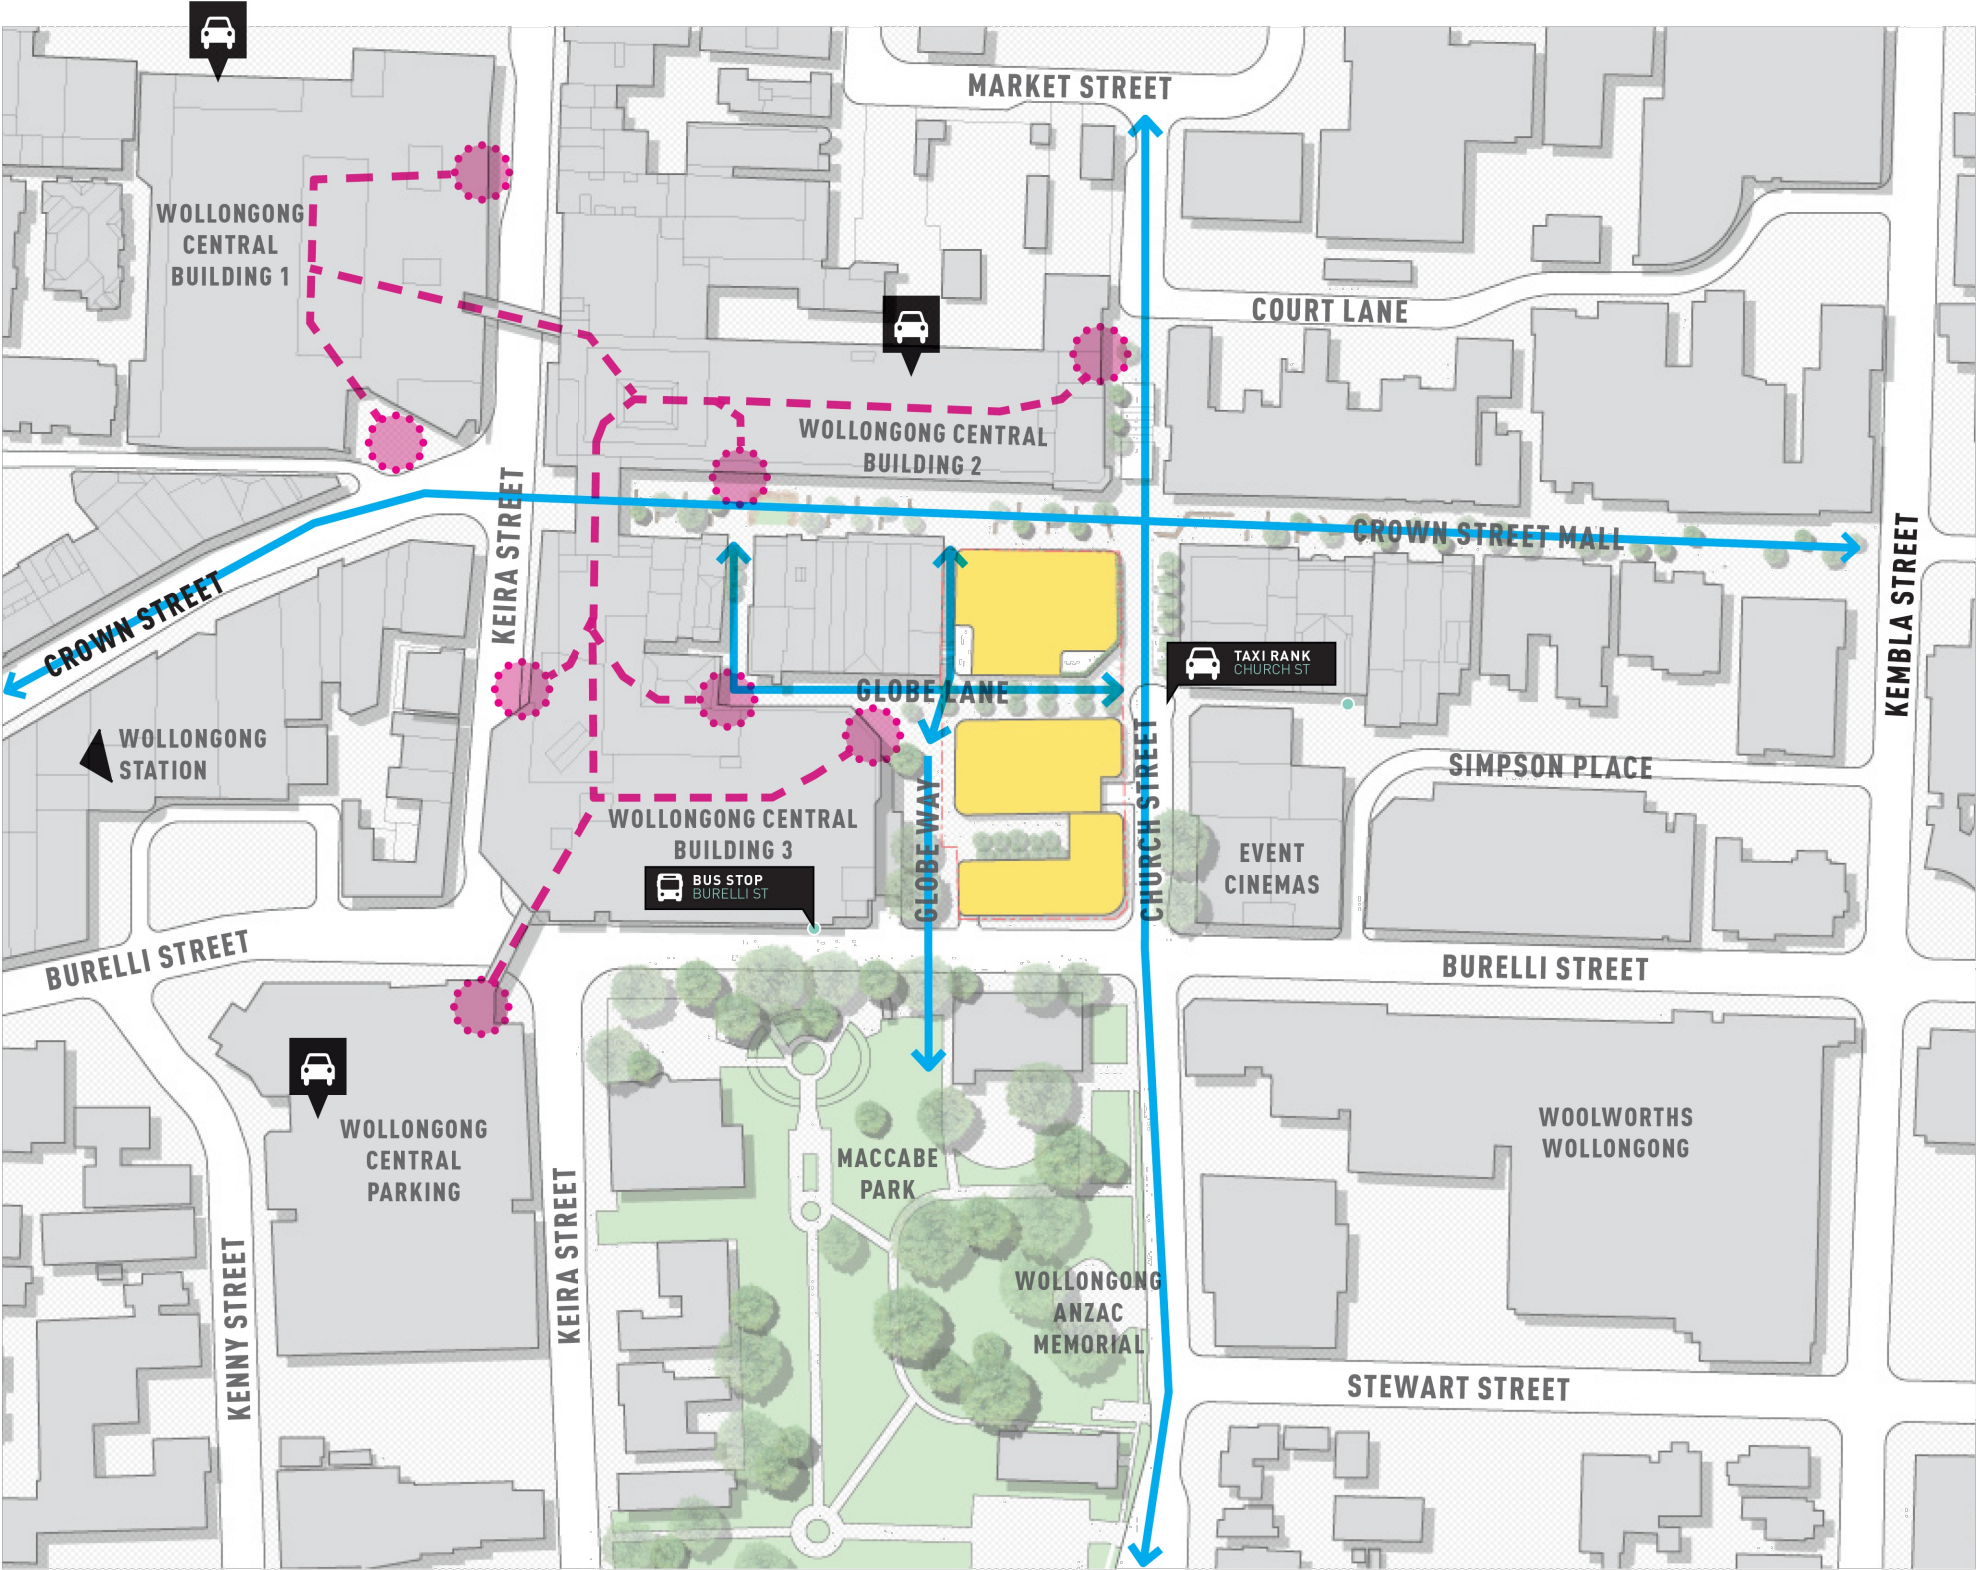 MARKET STREET
WOLLONGONG
CENTRAL
BUILDING 1
COURT LANE
WOLLONGONG CENTRAL
BUILDING 2
KEIRA STREET
CROWN STREET MALL
KEMBLA STREET
CROWN STREET
TAXI RANK
CHURCH ST
GLOBE LANE
WOLLONGONG
STATION
CHURCH STREET
SIMPSON PLACE
GLOBE WAY
WOLLONGONG CENTRAL
BUILDING 3
EVENT
CINEMAS
BUS STOP
BURELLI ST
BURELLI STREET
BURELLI STREET
WOLLONGONG
CENTRAL
PARKING
WOOLWORTHS
WOLLONGONG
MACCABE
PARK
KEIRA STREET
KENNY STREET
WOLLONGONG
ANZAC
MEMORIAL
STEWART STREET